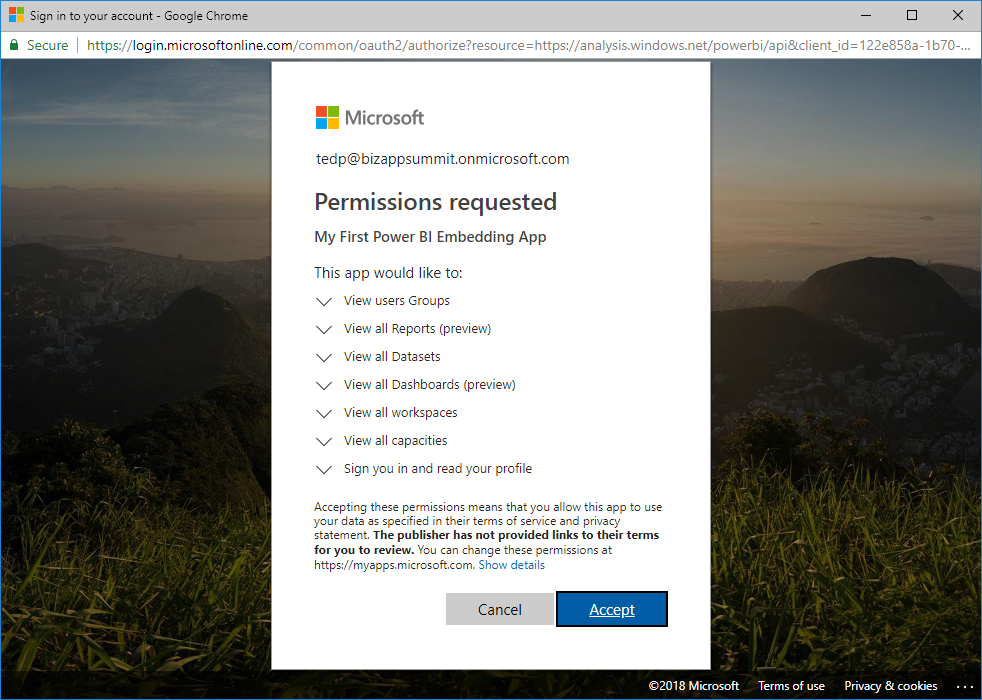 Sign in to your account - Google Chrome
Secure
https://login.microsoftonline.com/common/oauth2/authorize?resource=https://analysis.windows.net/powerbi/api&client_id=122e858a-1b70-...
Microsoft
tedp@bizappsummit.onmicrosoft.com
Permissions requested
My First Power BI Embedding App
This app would like to:
View users Groups
View all Reports (preview)
View all Datasets
View all Dashboards (preview)
View all workspaces
View all capacities
Sign you in and read your profile
Accepting these permissions means that you allow this app to use
your data as specified in their terms of service and privacy
statement. The publisher has not provided links to their terms
for you to review. You can change these permissions at
https://myapps.microsoft.com. Show details
Cancel
Accept
©2018 Microsoft
Terms of use
Privacy & cookies
...